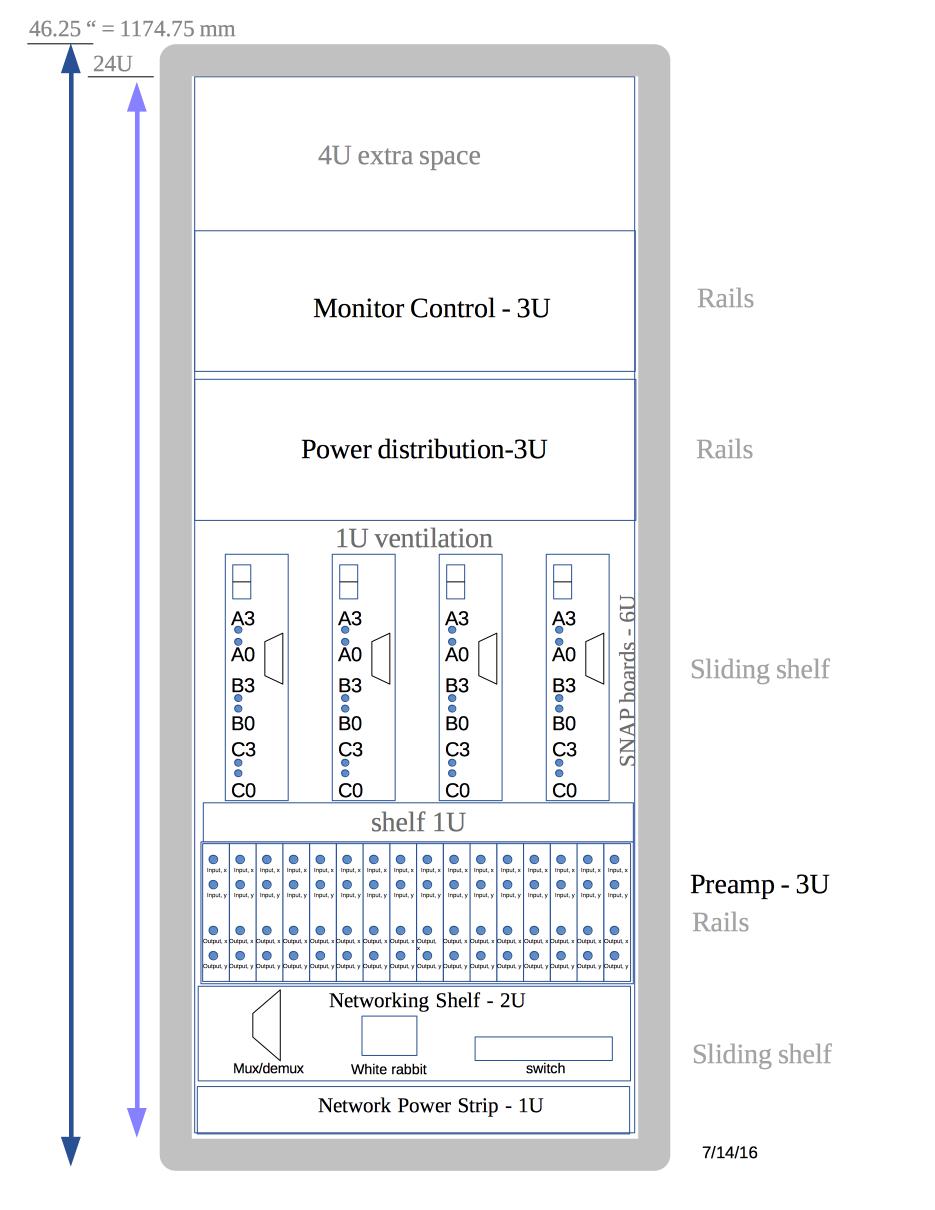 46.25 “ = 1174.75 mm
24U
4U extra space
Monitor Control - 3U
Rails
Power distribution-3U
Rails
1U ventilation
A3 A3 A3 A3
A0 A0 A0 A0
B3 B3 B3 B3
B0 B0 B0 B0
C3 C3 C3 C3
C0 C0 C0 C0
SNAP boards - 6U
Sliding shelf
shelf 1U
Input, x Input, x Input, x Input, x Input, x Input, x Input, x Input, x Input, x Input, x Input, x Input, x Input, x Input, x Input, x Input, x
Input, y Input, y Input, y Input, y Input, y Input, y Input, y Input, y Input, y Input, y Input, y Input, y Input, y Input, y Input, y Input, y
Output, x Output, x Output, x Output, x Output, x Output, x Output, x Output, x Output, x Output, x Output, x Output, x Output, x Output, x Output, x Output, x
Output, y Output, y Output, y Output, y Output, y Output, y Output, y Output, y Output, y Output, y Output, y Output, y Output, y Output, y Output, y Output, y
Preamp - 3U
Rails
Networking Shelf - 2U
Mux/demux White rabbit switch
Sliding shelf
Network Power Strip - 1U
7/14/16